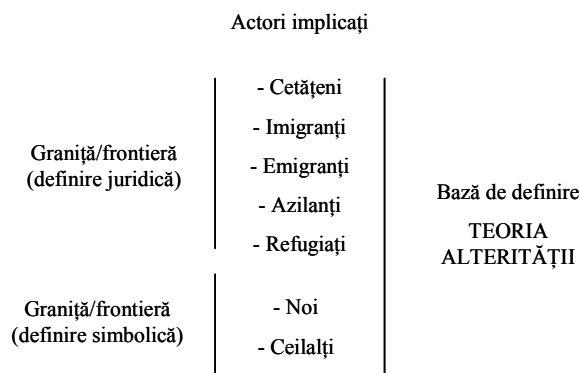 Actori implicați
Graniță/frontieră
(definire juridică)
- Cetățeni
- Imigranți
- Emigranți
- Azilanți
- Refugiați
Graniță/frontieră
(definire simbolică)
- Noi
- Ceilalți
Bază de definire
TEORIA
ALTERITĂȚII